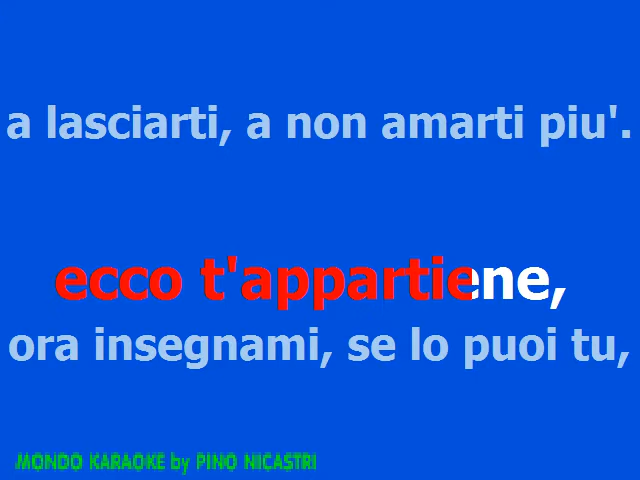 a lasciarti, a non amarti piu'.
ecco t'appartiene,
ora insegnami, se lo puoi tu,
MONDO KARAOKE by PINO NICASTRI